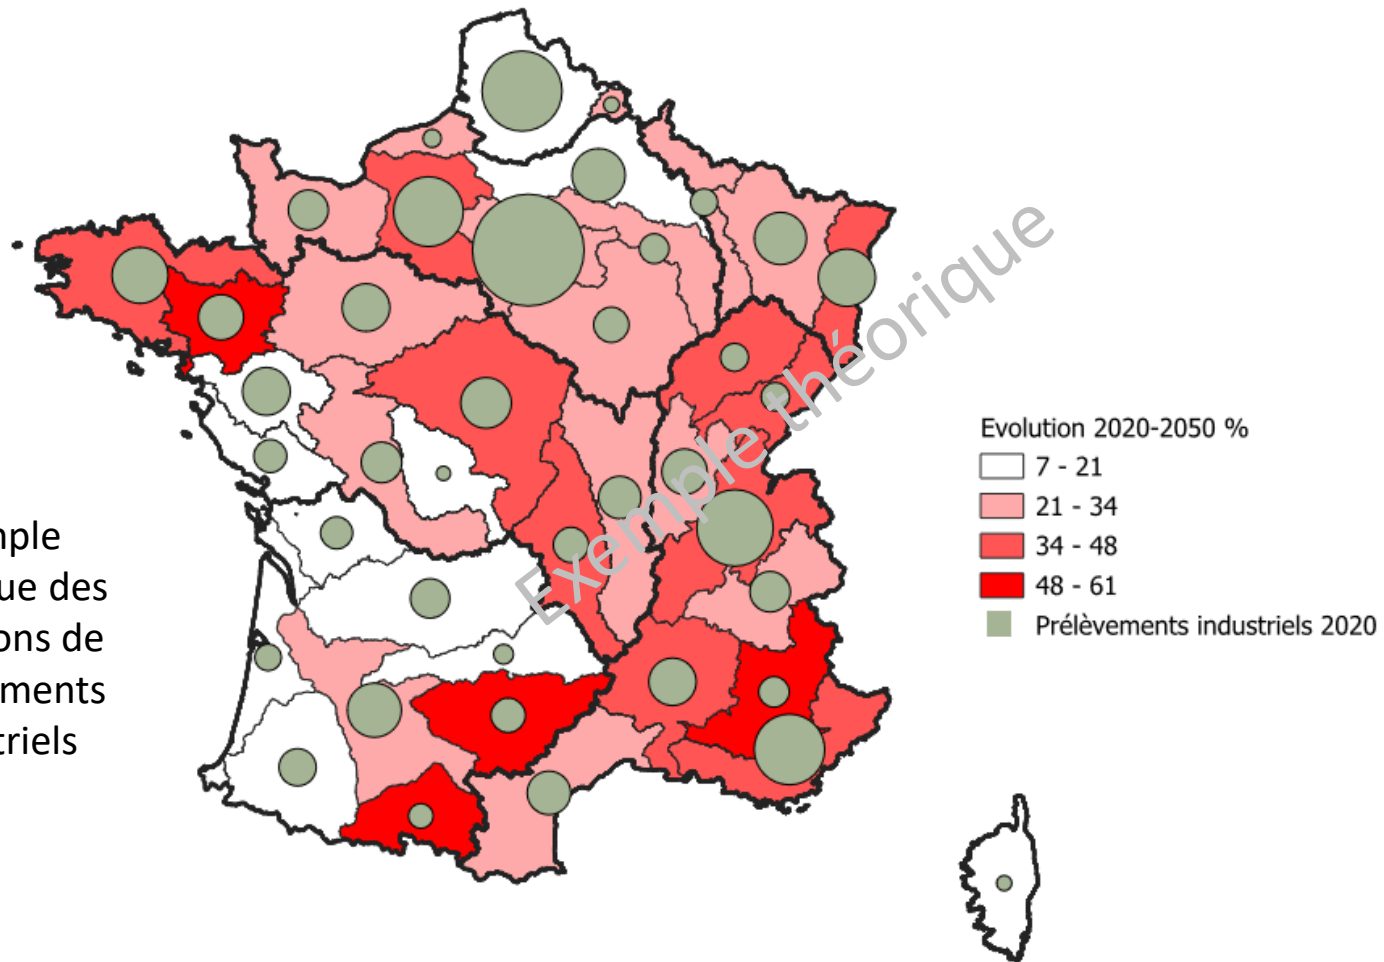 Exemple théorique
Evolution 2020-2050 %
7 - 21
21 - 34
34 - 48
48 - 61
Prélèvements industriels 2020
nple
ue des
ons de
ements
triels